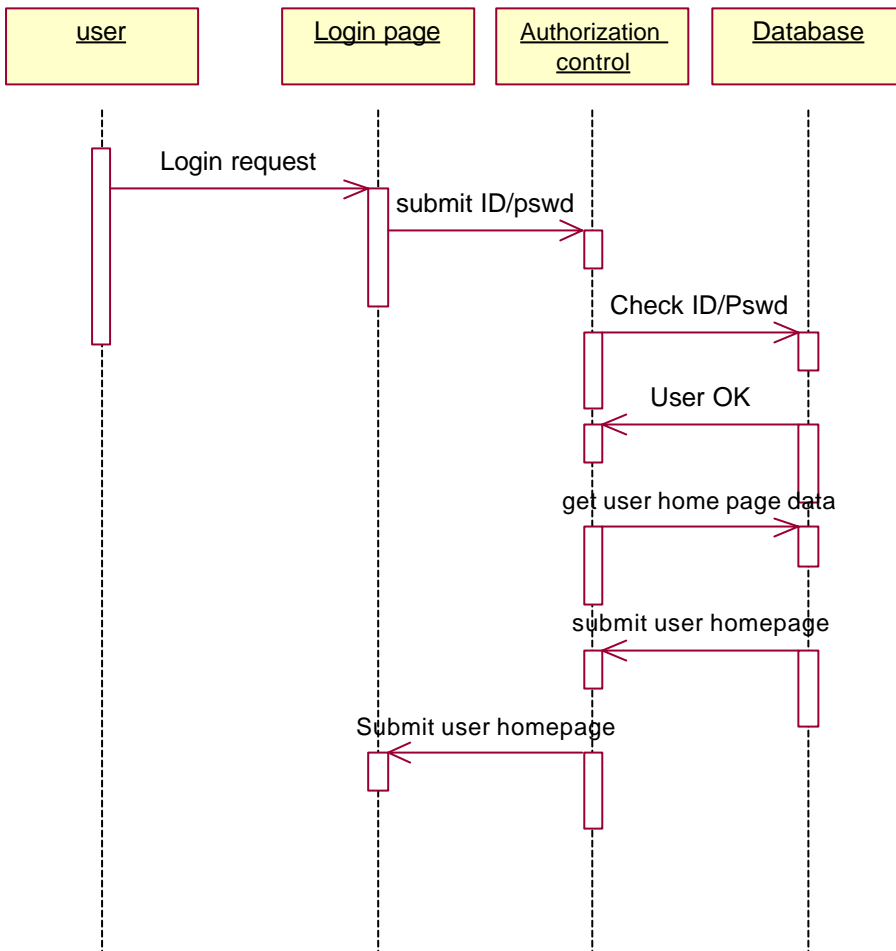 user
Login page
Authorization
control
Database
Login request
submit ID/pswd
Check ID/Pswd
User OK
get user home page data
submit user homepage
Submit user homepage